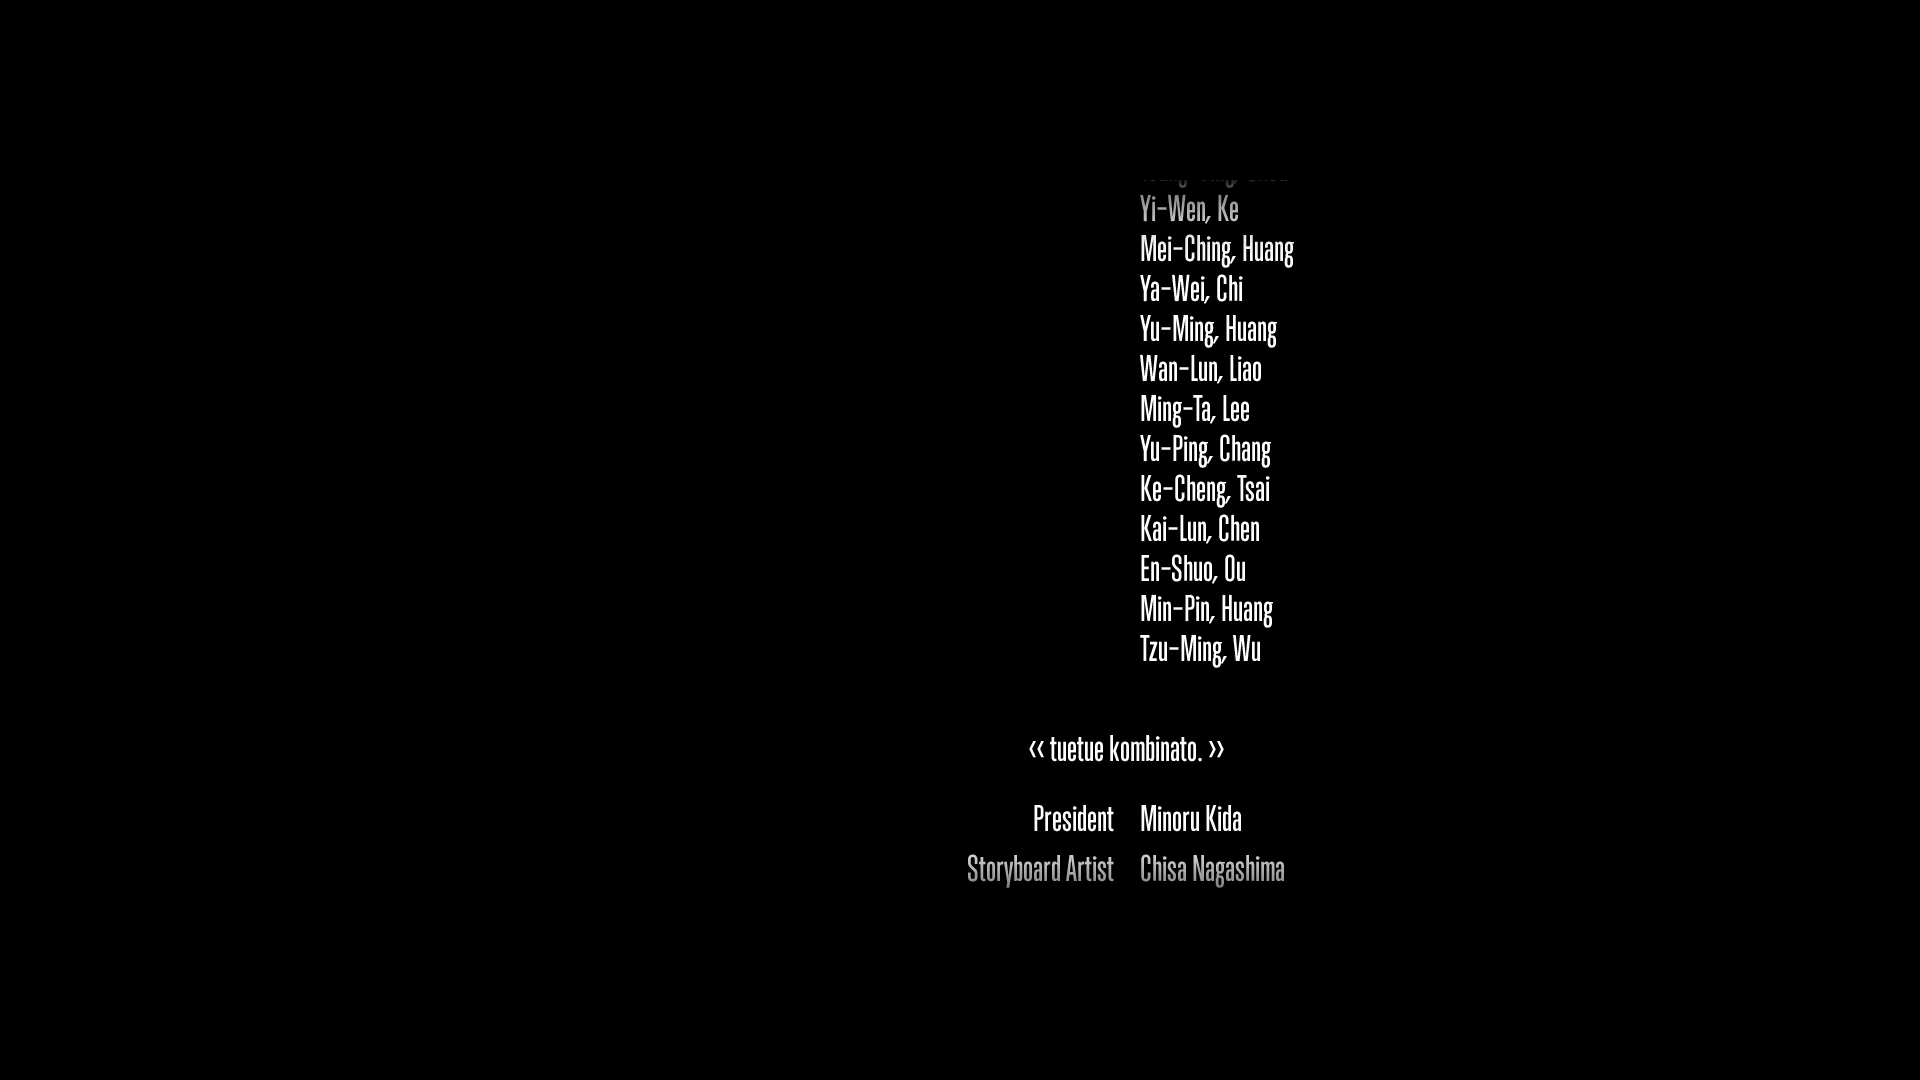 Yi-Wen, Ke
Mei-Ching, Huang
Ya-Wei, Chi
Yu-Ming, Huang
Wan-Lun, Liao
Ming-Ta, Lee
Yu-Ping, Chang
Ke-Cheng, Tsai
Kai-Lun, Chen
En-Shuo, Ou
Min-Pin, Huang
Tzu-Ming, Wu
<< tuetue kombinato. >>
President Minoru Kida
Storyboard Artist Chisa Nagashima